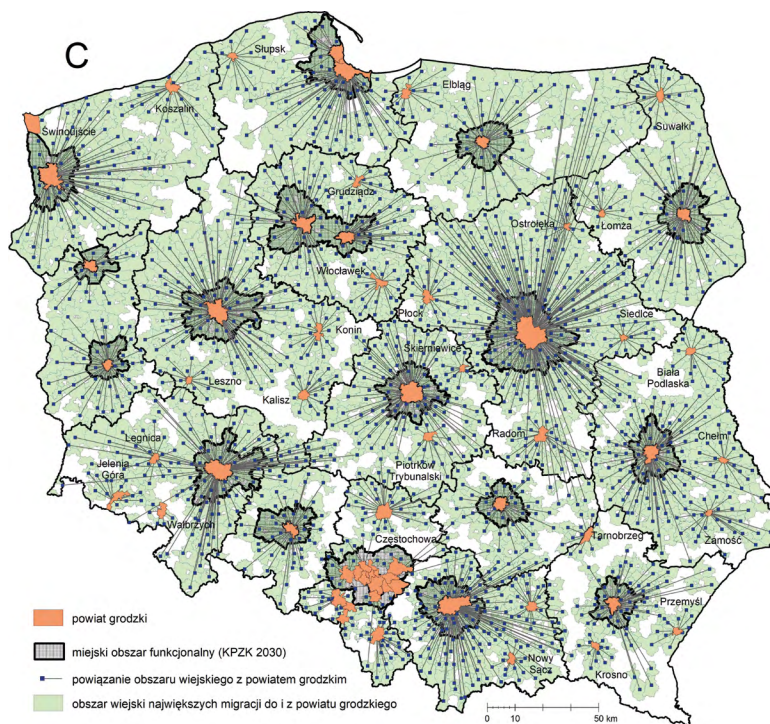 C
Słupsk
Koszalin
Elbląg
Suwałki
Świnoujście
Grudziądz
Ostrołęka
Łomża
Włocławek
Płock
Siedlce
Konin
Skierniewice
Biała
Podlaska
Leszno
Kalisz
Radom
Chełm
Legnica
Piotrków
Trybunalski
Jelenia
Góra
Wałbrzych
Częstochowa
Tarnobrzeg
Zamość
Przemyśl
Nowy
Sącz
Krosno
powiat grodzki
miejski obszar funkcjonalny (KPZK 2030)
powiązanie obszaru wiejskiego z powiatem grodzkim
obszar wiejski największych migracji do i z powiatu grodzkiego
0 10 50 km